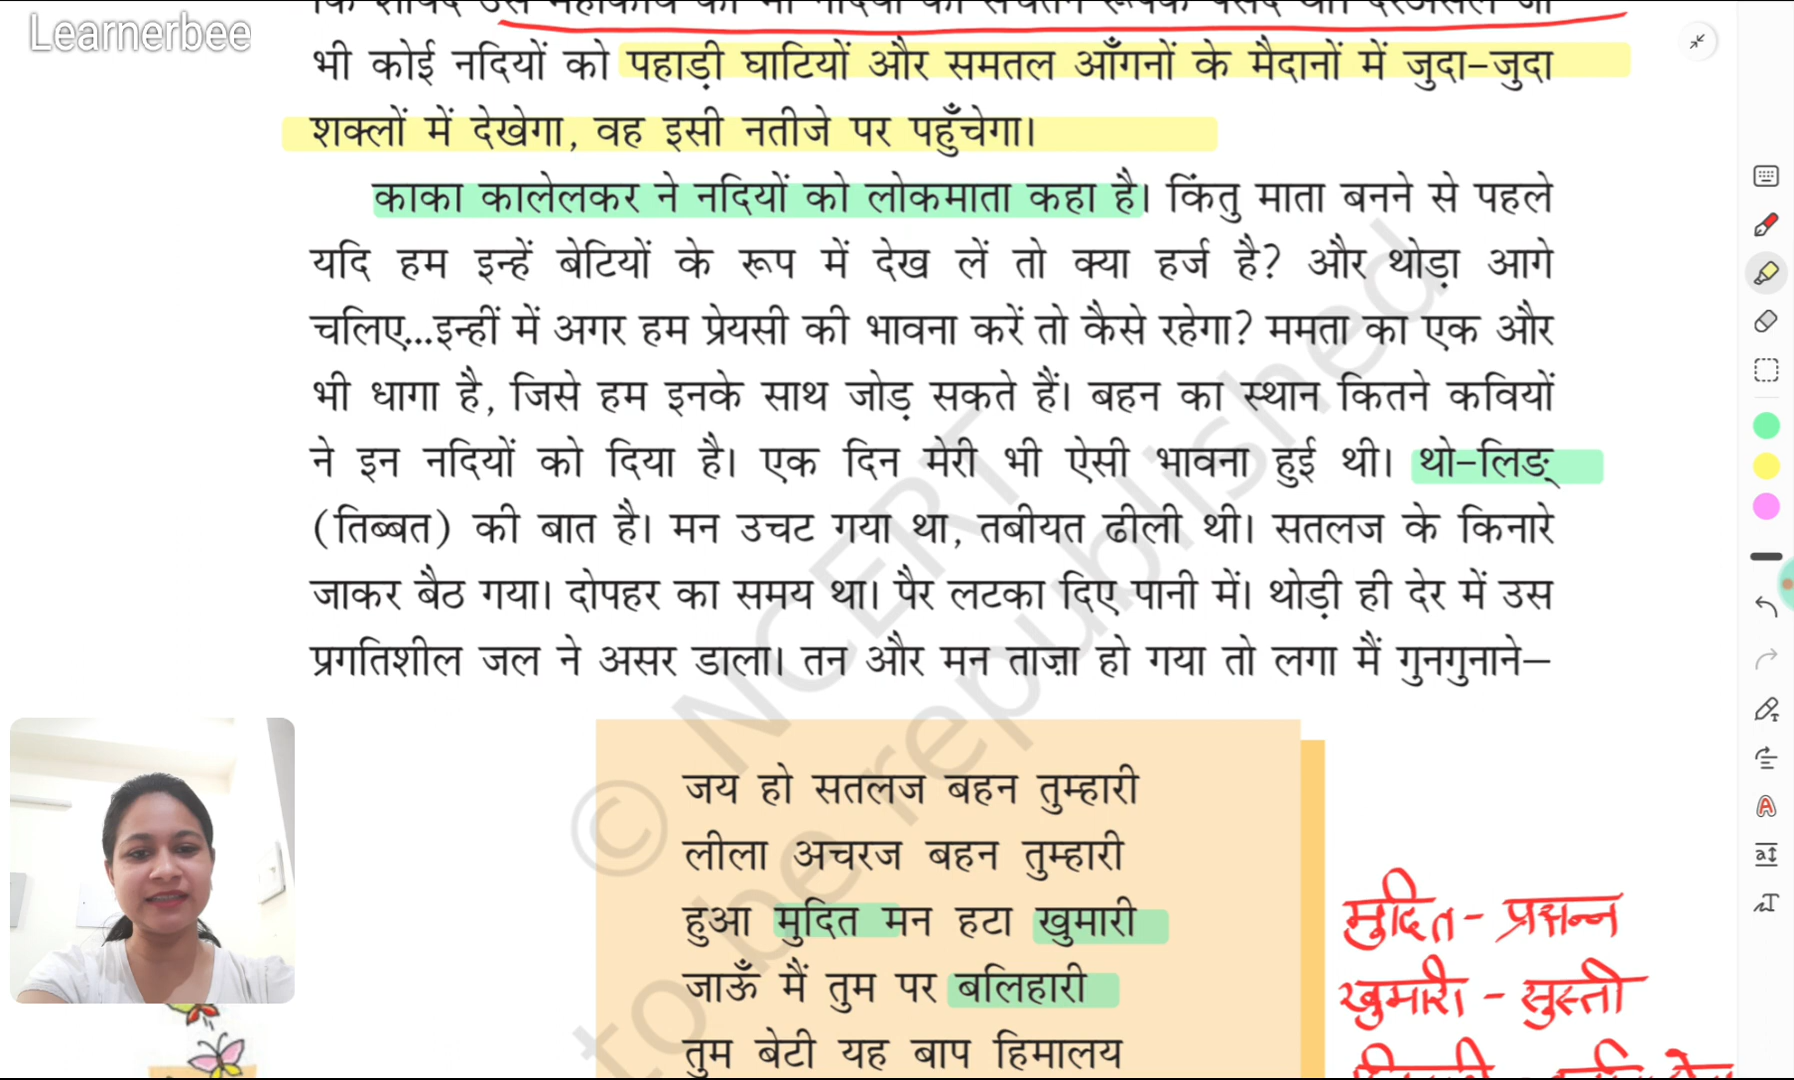 Learnerbee
भी कोई नदियों को पहाड़ी घाटियों और समतल आँगनों के मैदानों में जुदा-जुदा
शक्लों में देखेगा, वह इसी नतीजे पर पहुँचेगा।
काका कालेलकर ने नदियों को लोकमाता कहा है। किंतु माता बनने से पहले
यदि हम इन्हें बेटियों के रूप में देख लें तो क्या हर्ज है? और थोड़ा आगे
चलिए...इन्हीं में अगर हम प्रेयसी की भावना करें तो कैसे रहेगा? ममता का एक और
भी धागा है, जिसे हम इनके साथ जोड़ सकते हैं। बहन का स्थान कितने कवियों
ने इन नदियों को दिया है। एक दिन मेरी भी ऐसी भावना हुई थी। थो-लिङ्
(तिब्बत) की बात है। मन उचट गया था, तबीयत ढीली थी। सतलज के किनारे
जाकर बैठ गया। दोपहर का समय था। पैर लटका दिए पानी में। थोड़ी ही देर में उस
प्रगतिशील जल ने असर डाला। तन और मन ताज़ा हो गया तो लगा मैं गुनगुनाने–
© NCERT
to be republished
जय हो सतलज बहन तुम्हारी
लीला अचरज बहन तुम्हारी
हुआ मुदित मन हटा खुमारी
जाऊँ मैं तुम पर बलिहारी
तुम बेटी यह बाप हिमालय
मुदित - प्रसन्न
खुमारी - सुस्ती